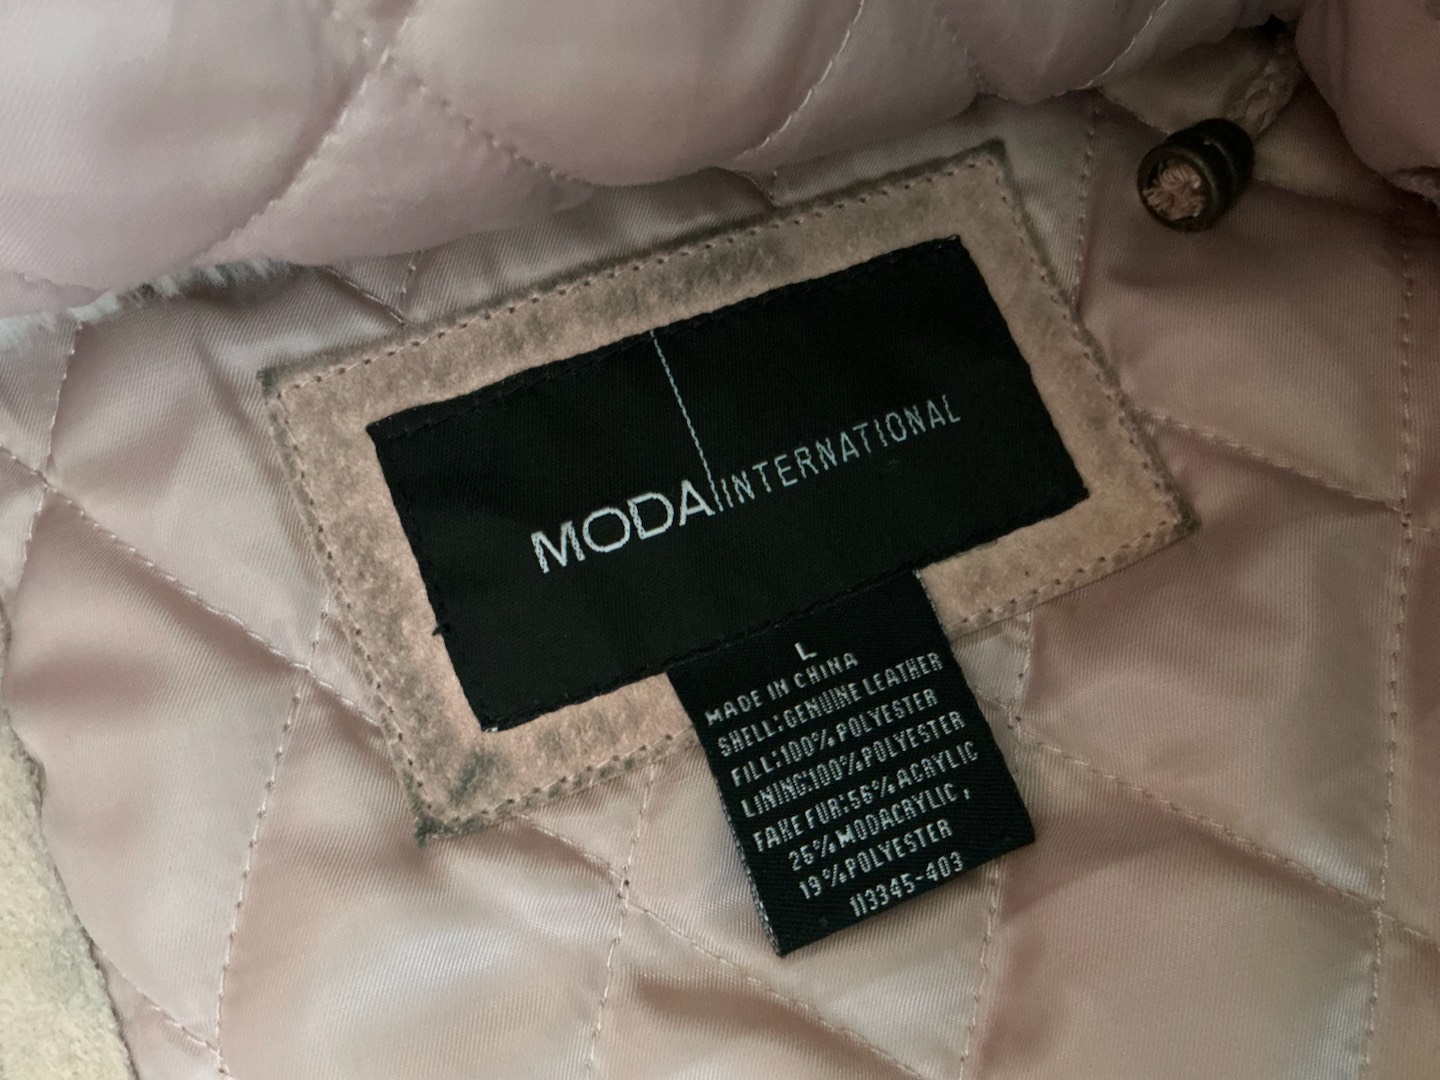 MODA INTERNATIONAL
L
MADE IN CHINA
SHELL:GENUINE LEATHER
FILL:100% POLYESTER
LINING:100%POLYESTER
FAKE FUR:56% ACRYLIC
25% MODACRYLIC,
19%POLYESTER
113345-403